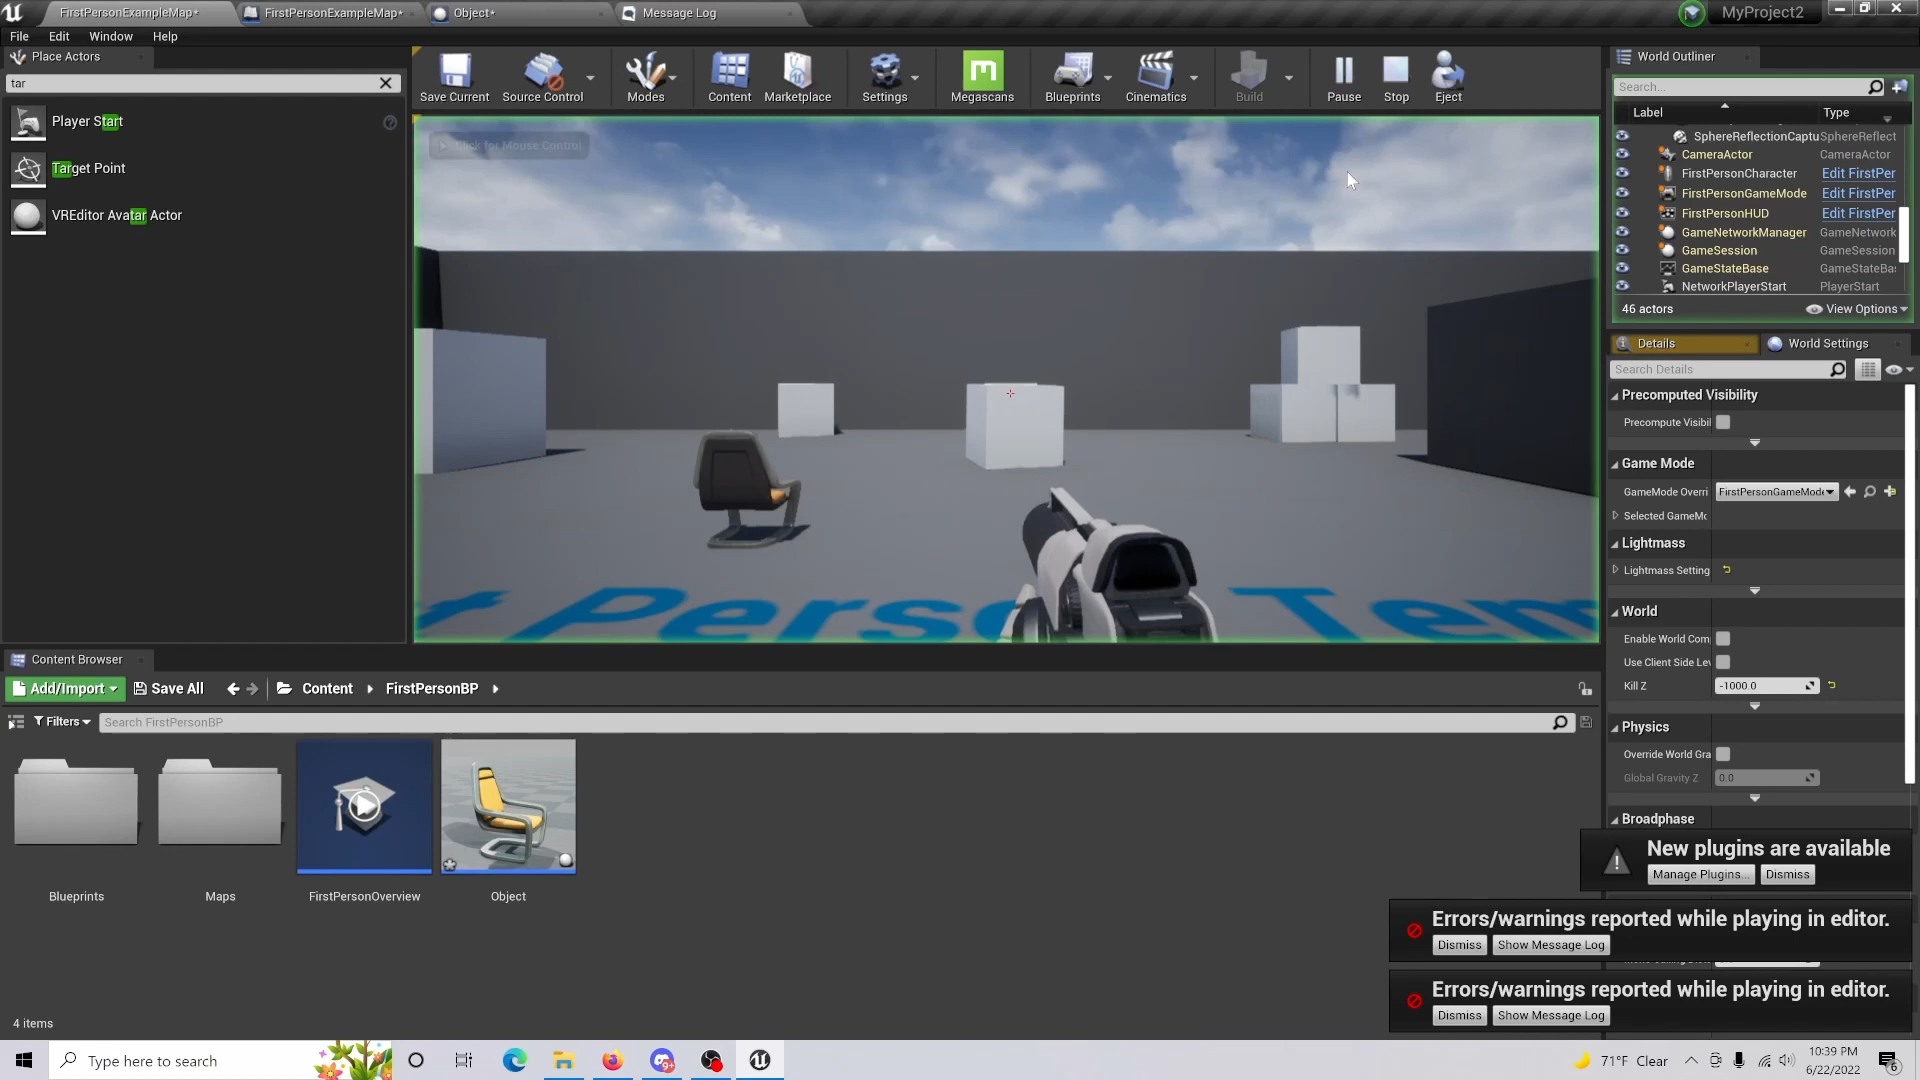 FirstPersonExampleMap*
FirstPersonExampleMap*
Object*
Message Log
MyProject2
File
Edit
Window
Help
Place Actors
tar
Player Start
Target Point
VREditor Avatar Actor
Save Current
Source Control
Modes
Content
Marketplace
Settings
Megascans
Blueprints
Cinematics
Build
Pause
Stop
Eject
Click for Mouse Control
t Person Tem
World Outliner
Search...
Label
Type
SphereReflectionCaptu
SphereReflect
CameraActor
CameraActor
FirstPersonCharacter
Edit FirstPer
FirstPersonGameMode
Edit FirstPer
FirstPersonHUD
Edit FirstPer
GameNetworkManager
GameNetwork
GameSession
GameSession
GameStateBase
GameStateBa
NetworkPlayerStart
PlayerStart
46 actors
View Options
Details
World Settings
Search Details
Precomputed Visibility
Precompute Visibil
Game Mode
GameMode Overri
FirstPersonGameMode
Selected GameMo
Lightmass
Lightmass Setting
World
Enable World Com
Use Client Side Lev
Kill Z
-1000.0
Physics
Override World Gra
Global Gravity Z
0.0
Broadphase
Content Browser
Add/Import
Save All
Content
FirstPersonBP
Filters
Search FirstPersonBP
Blueprints
Maps
FirstPersonOverview
Object
4 items
New plugins are available
Manage Plugins...
Dismiss
Errors/warnings reported while playing in editor.
Dismiss
Show Message Log
Errors/warnings reported while playing in editor.
Dismiss
Show Message Log
Type here to search
9+
71°F Clear
10:39 PM
6/22/2022
6